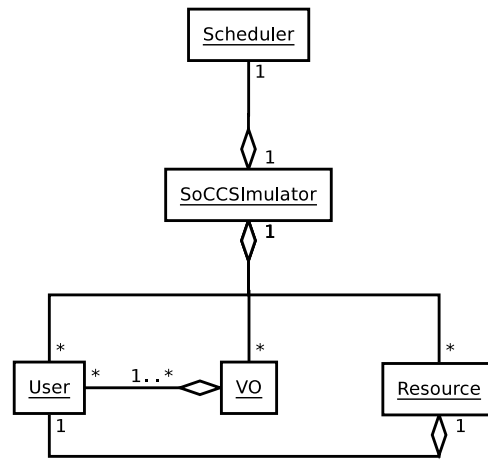 Scheduler
1
1
SoCCSImulator
1
* * *
* 1..*
User VO Resource
1 1